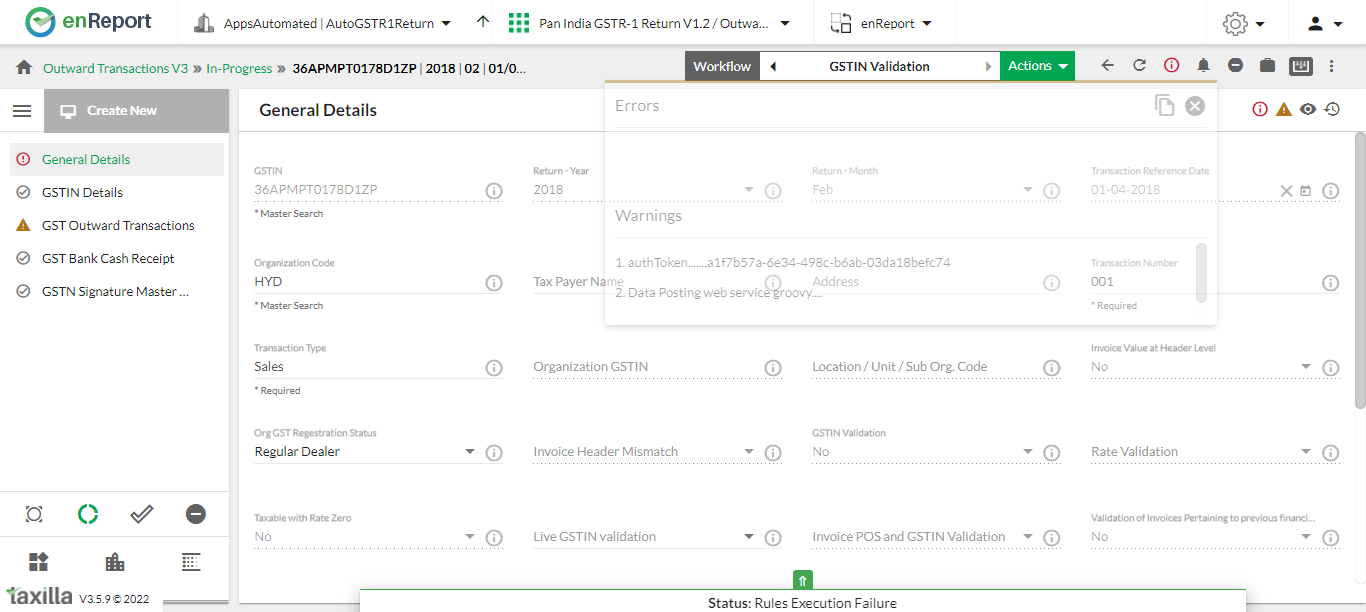 enReport
AppsAutomated | AutoGSTR1Return
Pan India GSTR-1 Return V1.2 / Outwa...
enReport
Outward Transactions V3 » In-Progress » 36APMPT0178D1ZP | 2018 | 02 | 01/0...
Workflow
GSTIN Validation
Actions
Create New
General Details
GSTIN Details
GST Outward Transactions
GST Bank Cash Receipt
GSTN Signature Master ...
General Details
Errors
GSTIN
Return - Year
Return - Month
Transaction Reference Date
36APMPT0178D1ZP
2018
Feb
01-04-2018
* Master Search
Warnings
1. authToken.......a1f7b57a-6e34-498c-b6ab-03da18befc74
2. Data Posting web service groovy....
Organization Code
Transaction Number
HYD
Tax Payer Name
Address
001
* Master Search
* Required
Transaction Type
Invoice Value at Header Level
Sales
Organization GSTIN
Location / Unit / Sub Org. Code
No
* Required
Org GST Regestration Status
GSTIN Validation
Regular Dealer
Invoice Header Mismatch
No
Rate Validation
Taxable with Rate Zero
Validation of Invoices Pertaining to previous financi...
No
Live GSTIN validation
Invoice POS and GSTIN Validation
No
taxilla V3.5.9 © 2022
Status: Rules Execution Failure